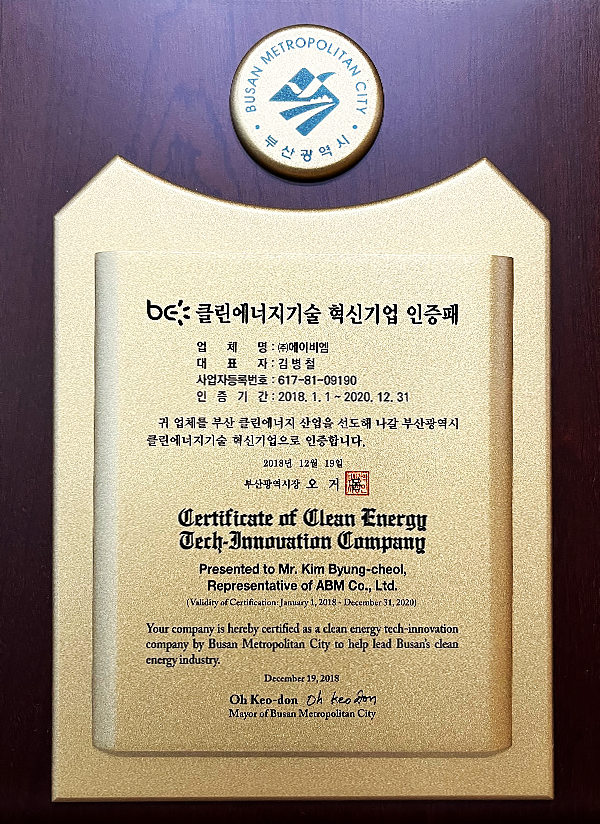 BUSAN METROPOLITAN CITY
부산광역시
클린에너지기술 혁신기업 인증패
업 체 명 : ㈜에이비엠
대 표 자 : 김 병 철
사업자등록번호 : 617-81-09190
인 증 기 간 : 2018. 1. 1 ~ 2020. 12. 31
귀 업체를 부산 클린에너지 산업을 선도해 나갈 부산광역시
클린에너지기술 혁신기업으로 인증합니다.
2018년 12월 19일
부산광역시장 오 거
Certificate of Clean Energy
Tech-Innovation Company
Presented to Mr. Kim Byung-cheol,
Representative of ABM Co., Ltd.
(Validity of Certification: January 1, 2018 - December 31, 2020)
Your company is hereby certified as a clean energy tech-innovation
company by Busan Metropolitan City to help lead Busan's clean
energy industry.
December 19, 2018
Oh Keo-don Oh keo don
Mayor of Busan Metropolitan City